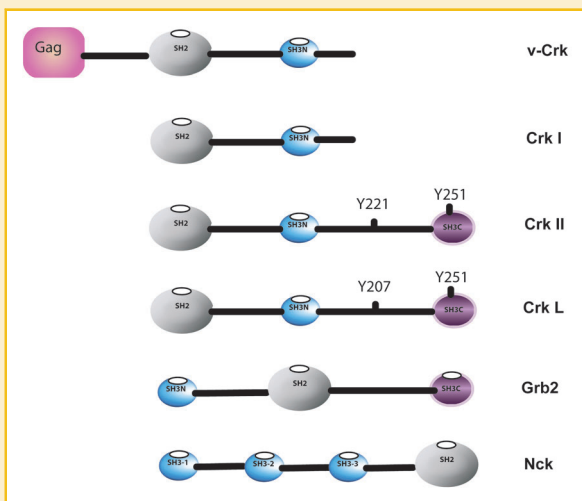 Gag
SH2
SH3N
v-Crk
SH2
SH3N
Crk I
SH2
SH3N
Y221
Y251
SH3C
Crk II
SH2
SH3N
Y207
Y251
SH3C
Crk L
SH3N
SH2
SH3C
Grb2
SH3-1
SH3-2
SH3-3
SH2
Nck